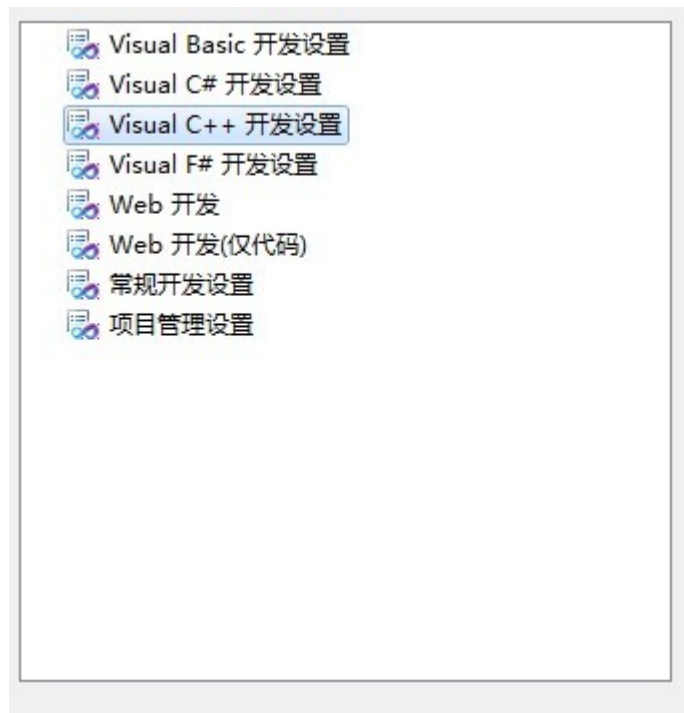 Visual Basic 开发设置
Visual C# 开发设置
Visual C++ 开发设置
Visual F# 开发设置
Web 开发
Web 开发(仅代码)
常规开发设置
项目管理设置